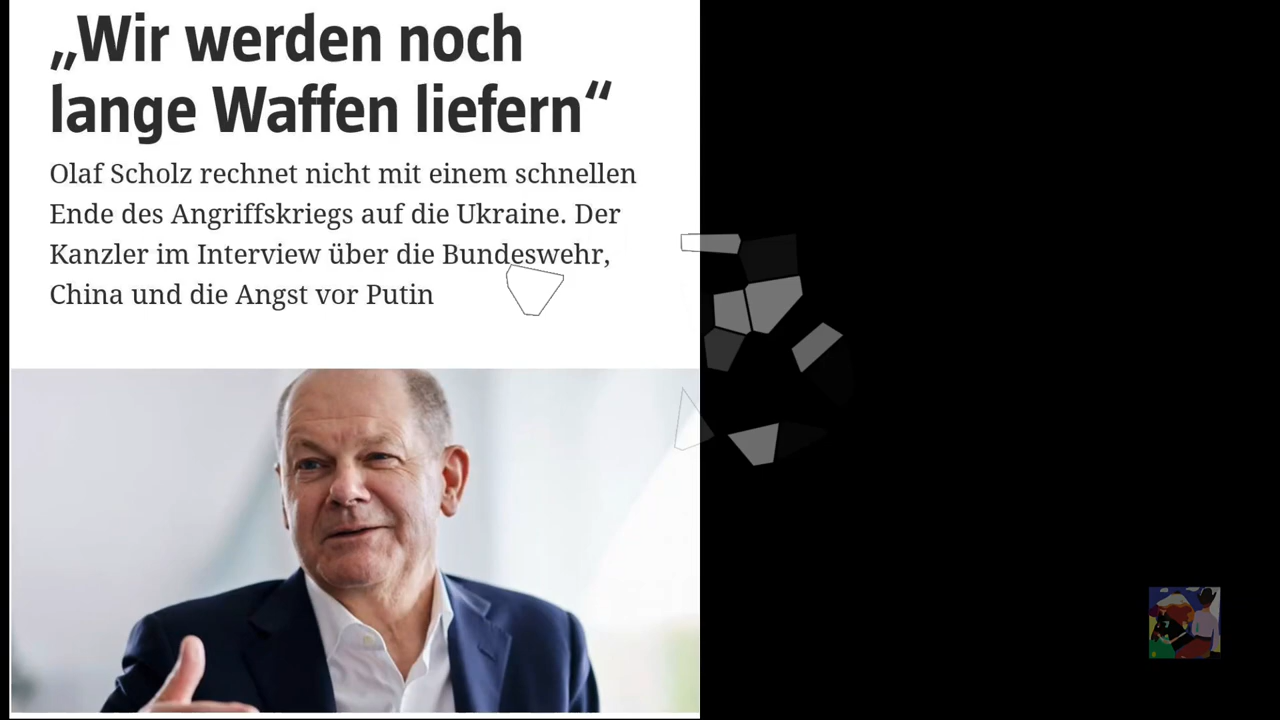 „Wir werden noch
lange Waffen liefern“
Olaf Scholz rechnet nicht mit einem schnellen
Ende des Angriffskriegs auf die Ukraine. Der
Kanzler im Interview über die Bundeswehr,
China und die Angst vor Putin